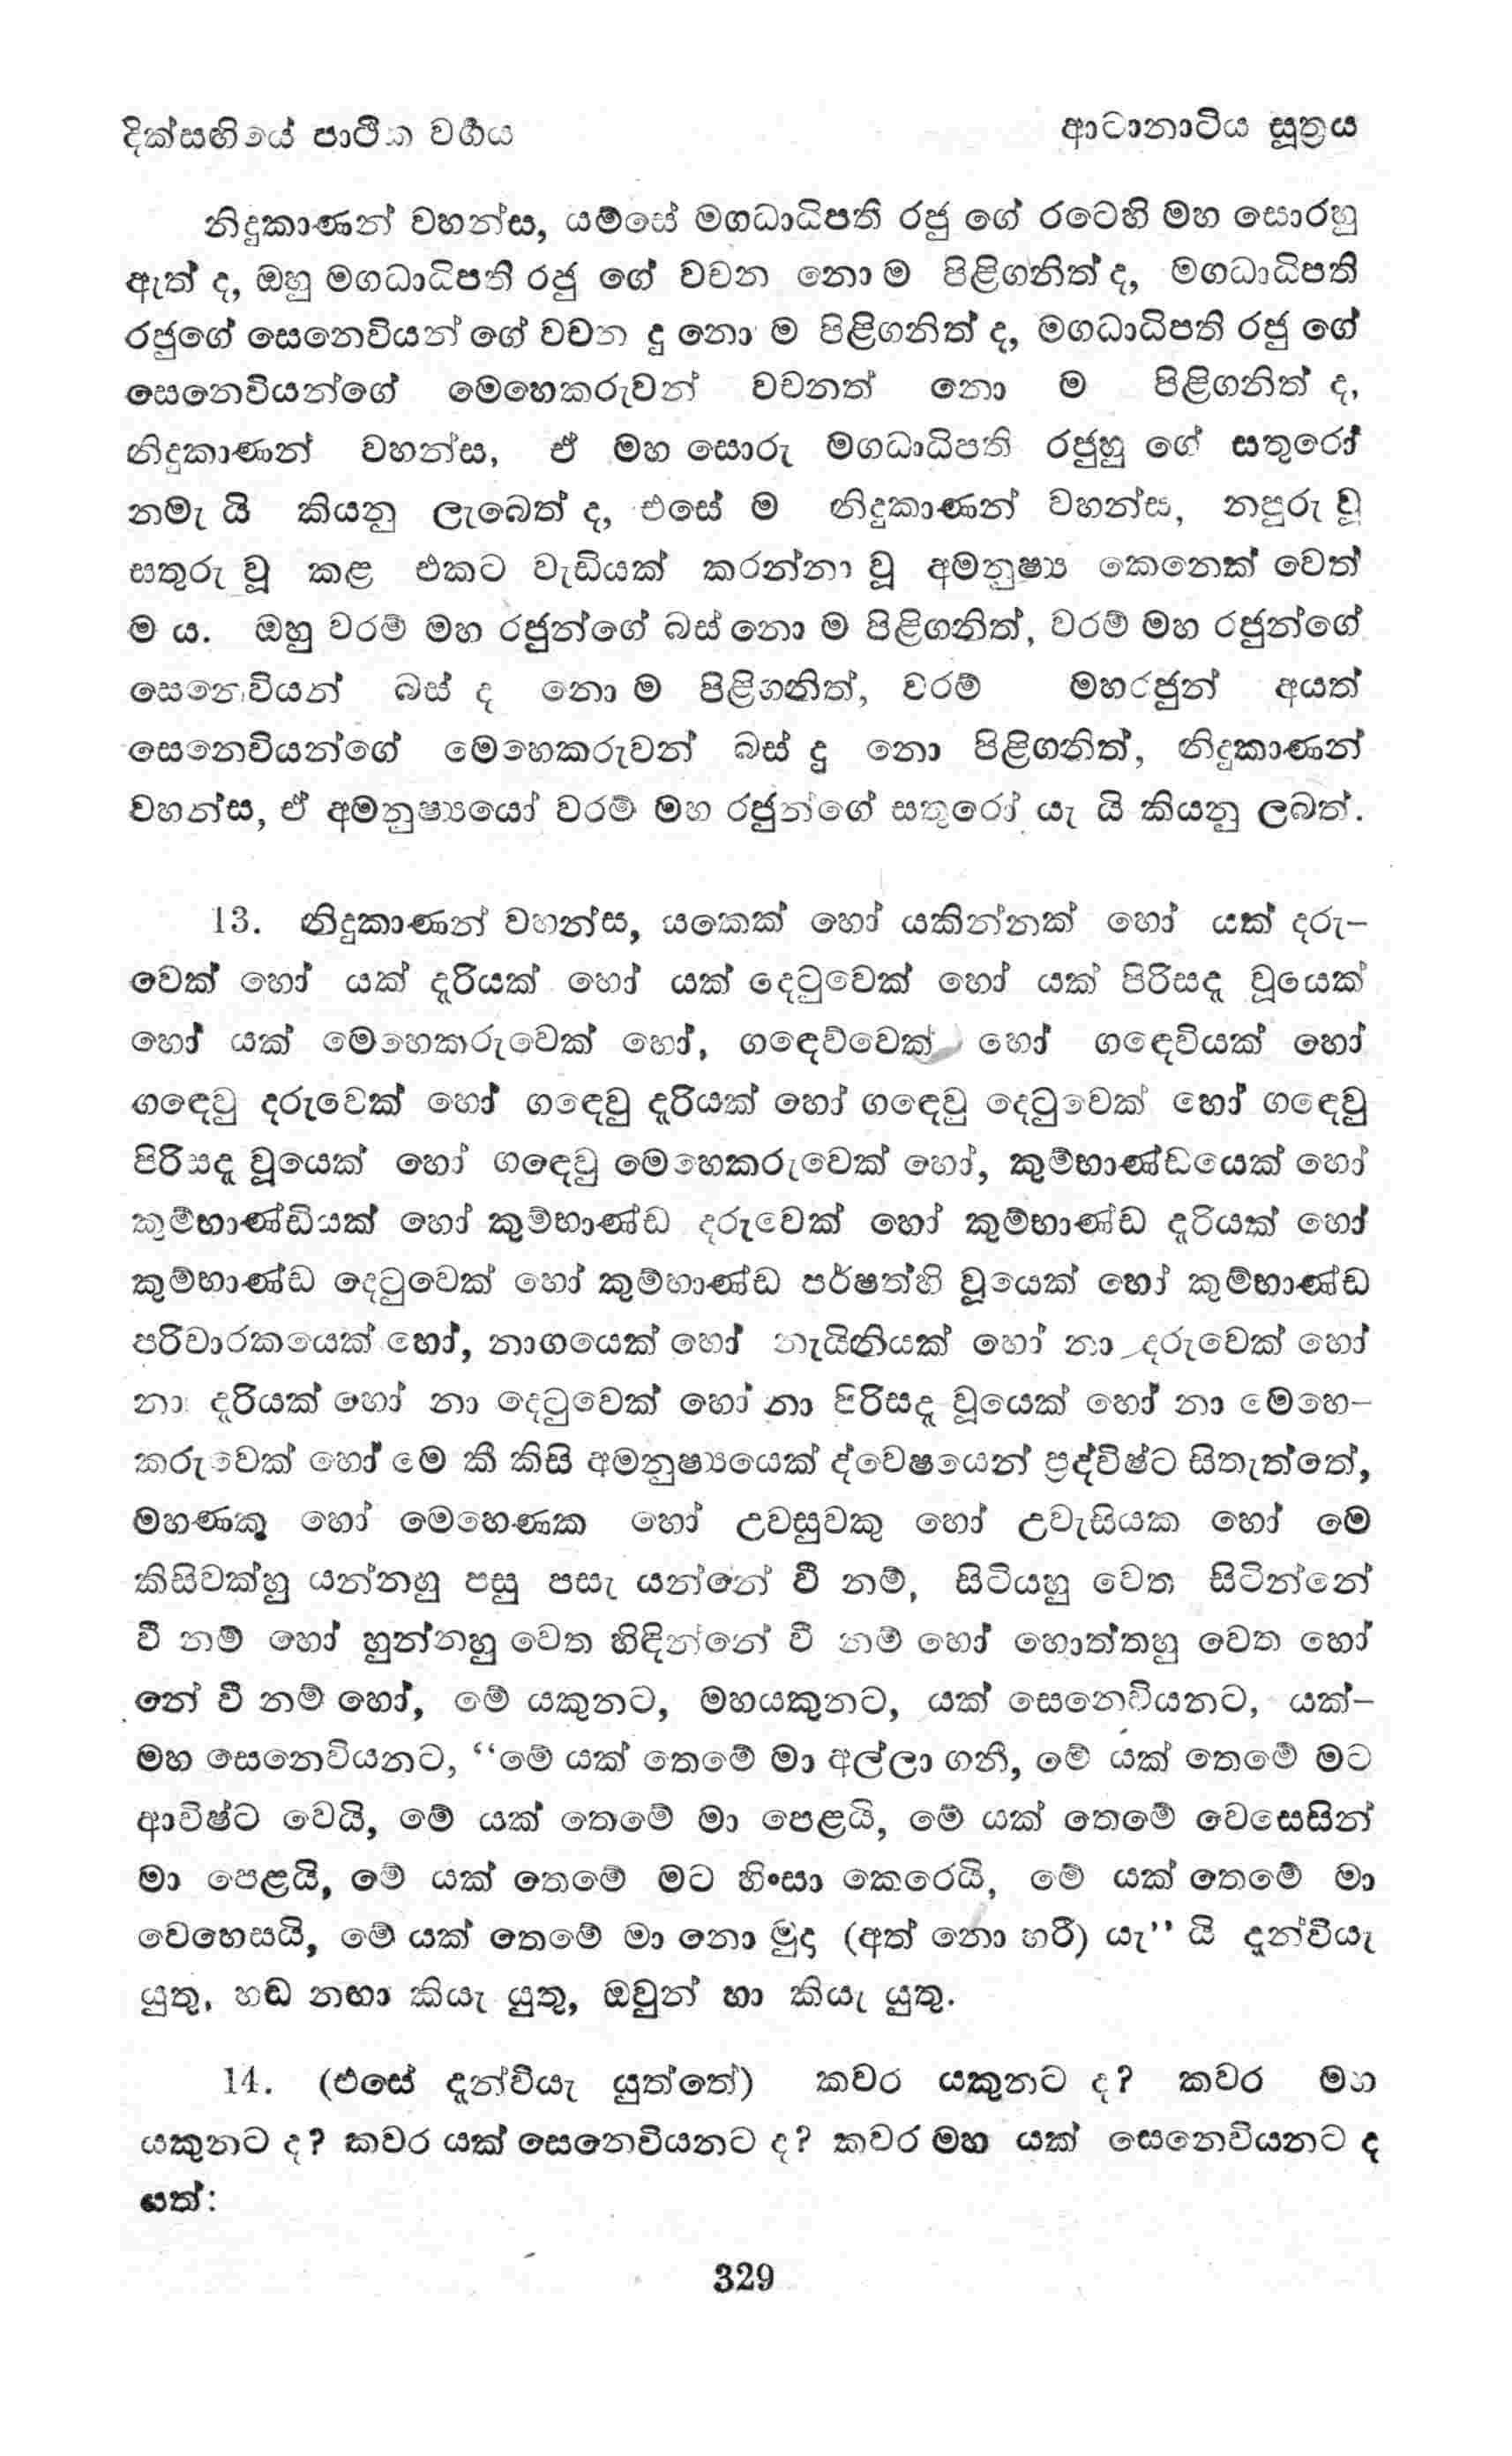 දික්සඟියේ පාථික වර්‍ගය
ආටානාටිය සූත්‍රය
නිදුකාණන් වහන්ස, යම්සේ මගධාධිපති රජු ගේ රටෙහි මහ සොරහු
ඇත් ද, ඔහු මගධාධිපති රජු ගේ වචන නො ම පිළිගනිත් ද, මගධාධිපති
රජුගේ සෙනෙවියන් ගේ වචන දු නො ම පිළිගනිත් ද, මගධාධිපති රජු ගේ
සෙනෙවියන්ගේ මෙහෙකරුවන් වචනත් නො ම පිළිගනිත් ද,
නිදුකාණන් වහන්ස, ඒ මහ සොරු මගධාධිපති රජුහු ගේ සතුරෝ
නමැ යි කියනු ලැබෙත් ද, එසේ ම නිදුකාණන් වහන්ස, නපුරු වූ
සතුරු වූ කළ එකට වැඩියක් කරන්නා වූ අමනුෂ්‍ය කෙනෙක් වෙත්
ම ය. ඔහු වරම් මහ රජුන්ගේ බස් නො ම පිළිගනිත්, වරම් මහ රජුන්ගේ
සෙනෙවියන් බස් ද නො ම පිළිගනිත්, වරම් මහරජුන් අයත්
සෙනෙවියන්ගේ මෙහෙකරුවන් බස් දු නො පිළිගනිත්, නිදුකාණන්
වහන්ස, ඒ අමනුෂ්‍යයෝ වරම් මහ රජුන්ගේ සතුරෝ යැ යි කියනු ලබත්.
13. නිදුකාණන් වහන්ස, යකෙක් හෝ යකින්නක් හෝ යක් දරු-
වෙක් හෝ යක් දැරියක් හෝ යක් දෙටුවෙක් හෝ යක් පිරිසදැ වූයෙක්
හෝ යක් මෙහෙකරුවෙක් හෝ, ගඳෙව්වෙක් හෝ ගඳෙවියක් හෝ
ගඳෙවු දරුවෙක් හෝ ගඳෙවු දැරියක් හෝ ගඳෙවු දෙටුවෙක් හෝ ගඳෙවු
පිරිසදැ වූයෙක් හෝ ගඳෙවු මෙහෙකරුවෙක් හෝ, කුම්භාණ්ඩයෙක් හෝ
කුම්භාණ්ඩියක් හෝ කුම්භාණ්ඩ දරුවෙක් හෝ කුම්භාණ්ඩ දැරියක් හෝ
කුම්භාණ්ඩ දෙටුවෙක් හෝ කුම්භාණ්ඩ පර්ෂත්හි වූයෙක් හෝ කුම්භාණ්ඩ
පරිවාරකයෙක් හෝ, නාගයෙක් හෝ නැයිනියක් හෝ නා දරුවෙක් හෝ
නා දැරියක් හෝ නා දෙටුවෙක් හෝ නා පිරිසදැ වූයෙක් හෝ නා මෙහෙ-
කරුවෙක් හෝ මෙ කී කිසි අමනුෂ්‍යයෙක් ද්වෙෂයෙන් ප්‍රද්විෂ්ට සිතැත්තේ,
මහණකු හෝ මෙහෙණක හෝ උවසුවකු හෝ උවැසියක හෝ මෙ
කිසිවක්හු යන්නහු පසු පසැ යන්නේ වී නම්, සිටියහු වෙත සිටින්නේ
වී නම් හෝ හුන්නහු වෙත හිඳින්නේ වී නම් හෝ හොත්තහු වෙත හෝ
නේ වී නම් හෝ, මේ යකුනට, මහයකුනට, යක් සෙනෙවියනට, යක්-
මහ සෙනෙවියනට, “මේ යක් තෙමේ මා අල්ලා ගනී, මේ යක් තෙමේ මට
ආවිෂ්ට වෙයි, මේ යක් තෙමේ මා පෙළයි, මේ යක් තෙමේ වෙසෙසින්
මා පෙළයි, මේ යක් තෙමේ මට හිංසා කෙරෙයි, මේ යක් තෙමේ මා
වෙහෙසයි, මේ යක් තෙමේ මා නො මුදා (අත් නො හරී) යැ” යි දැන්වියැ
යුතු, හඬ නඟා කියැ යුතු, ඔවුන් හා කියැ යුතු.
14. (එසේ දැන්වියැ යුත්තේ) කවර යකුනට ද? කවර මහ
යකුනට ද? කවර යක් සෙනෙවියනට ද? කවර මහ යක් සෙනෙවියනට ද
යත්:
329